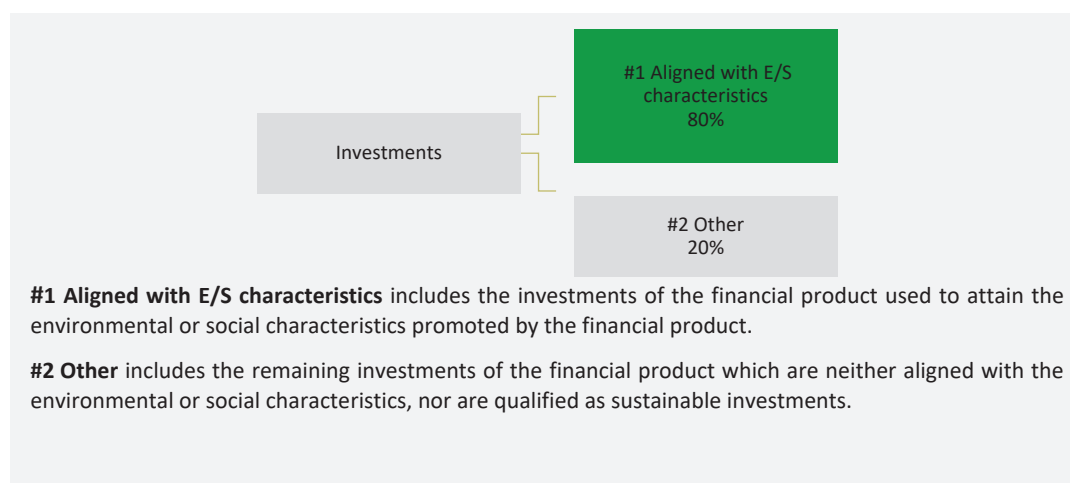 #1 Aligned with E/S
characteristics
80%
Investments
#2 Other
20%
#1 Aligned with E/S characteristics includes the investments of the financial product used to attain the
environmental or social characteristics promoted by the financial product.
#2 Other includes the remaining investments of the financial product which are neither aligned with the
environmental or social characteristics, nor are qualified as sustainable investments.